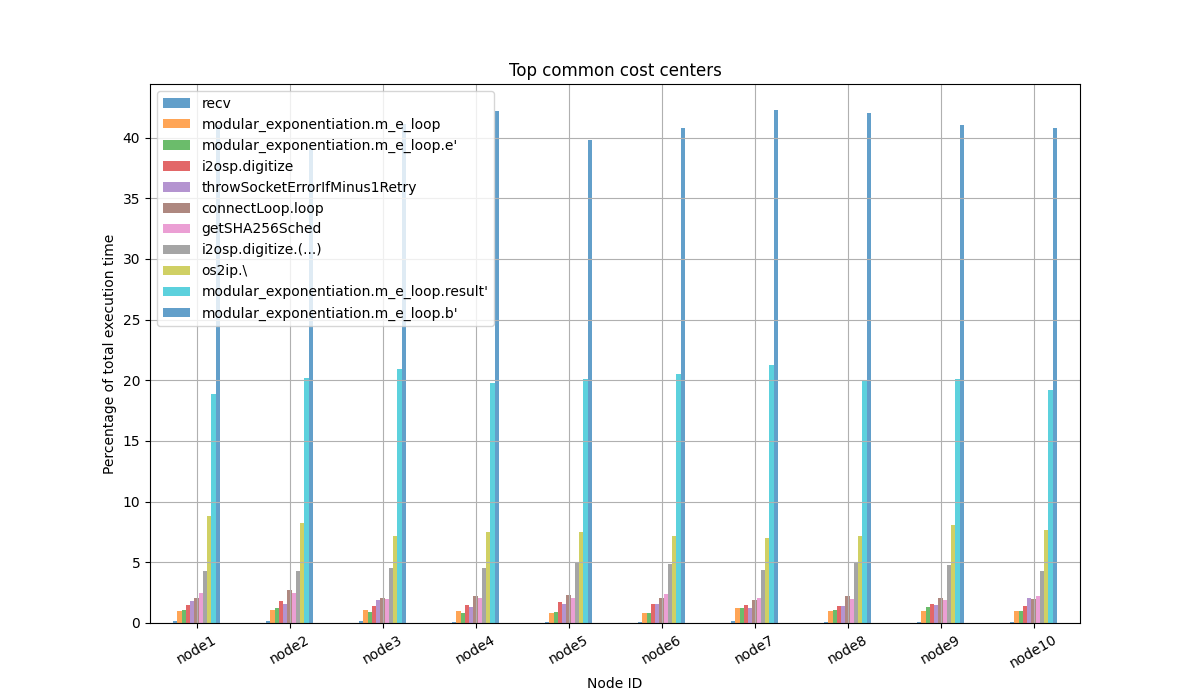 Top common cost centers
recv
modular_exponentiation.m_e_loop
modular_exponentiation.m_e_loop.e'
i2osp.digitize
throwSocketErrorIfMinus1Retry
connectLoop.loop
getSHA256Sched
i2osp.digitize.(...)
os2ip.\
modular_exponentiation.m_e_loop.result'
modular_exponentiation.m_e_loop.b'
Percentage of total execution time
40
35
30
25
20
15
10
5
0
node1 node2 node3 node4 node5 node6 node7 node8 node9 node10
Node ID